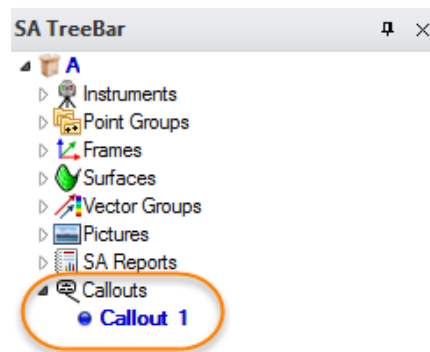 SA TreeBar
A
Instruments
Point Groups
Frames
Surfaces
Vector Groups
Pictures
SA Reports
Callouts
Callout 1